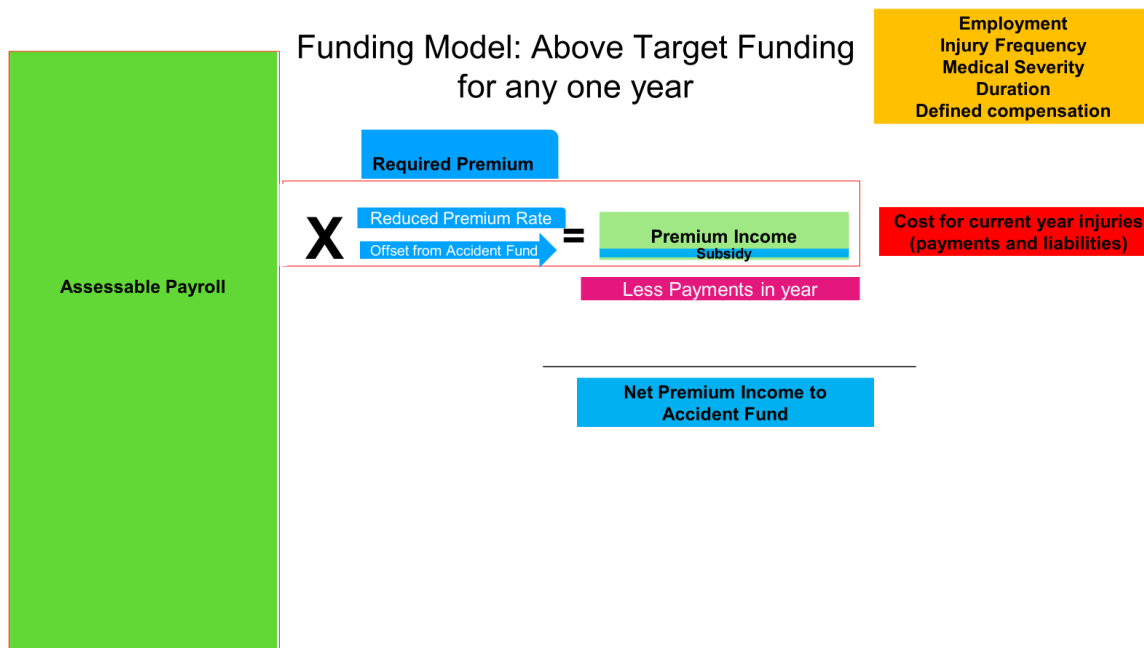 Funding Model: Above Target Funding
for any one year
Employment
Injury Frequency
Medical Severity
Duration
Defined compensation
Required Premium
X
Reduced Premium Rate
Offset from Accident Fund
=
Premium Income
Subsidy
Cost for current year injuries
(payments and liabilities)
Assessable Payroll
Less Payments in year
Net Premium Income to
Accident Fund